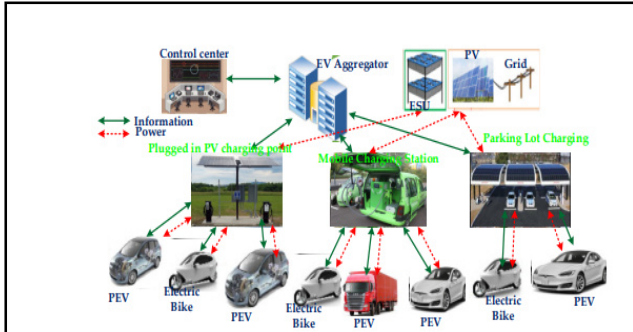 Control center
EV Aggregator
PV
Grid
ESU
Information
Power
Plugged in PV charging point
Mobile Charging Station
Parking Lot Charging
PEV
Electric
Bike
PEV
Electric
Bike
PEV
PEV
Electric
Bike
PEV